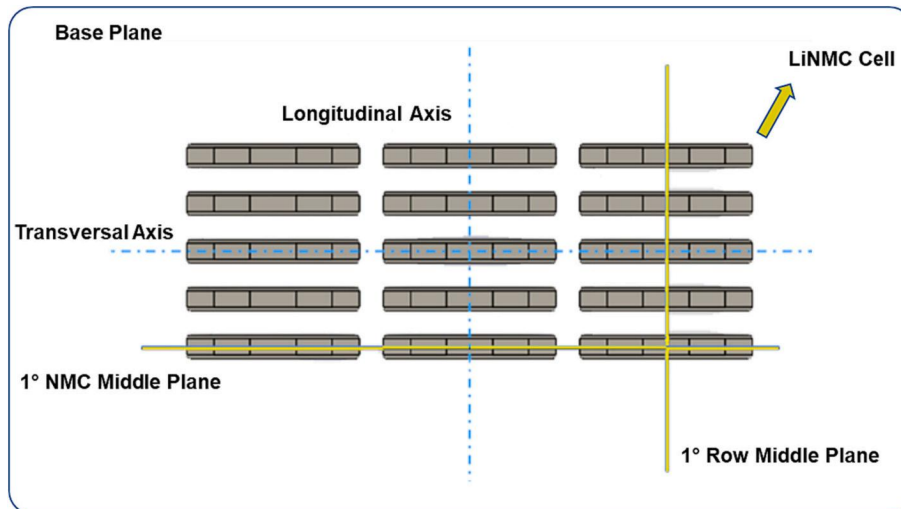 Base Plane
LiNMC
Cell
Longitudinal Axis
Transversal Axis
1° NMC Middle Plane
1° Row Middle Plane